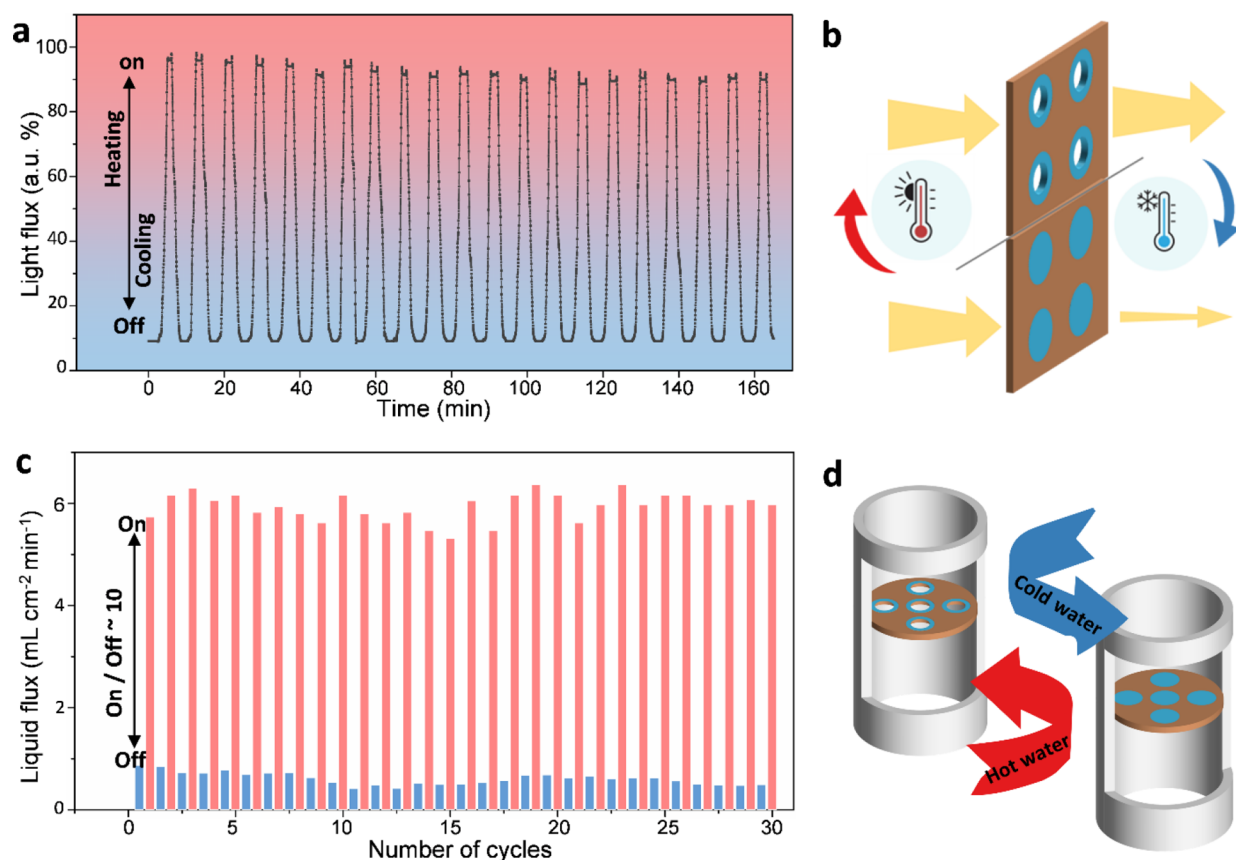 a
Light flux (a.u. %)
100
80
60
40
20
0
on
Heating
Cooling
Off
0 20 40 60 80 100 120 140 160
Time (min)
b
c
Liquid flux (mL cm⁻² min⁻¹)
6
4
2
0
On
On / Off ~ 10
Off
0 5 10 15 20 25 30
Number of cycles
d
Cold water
Hot water